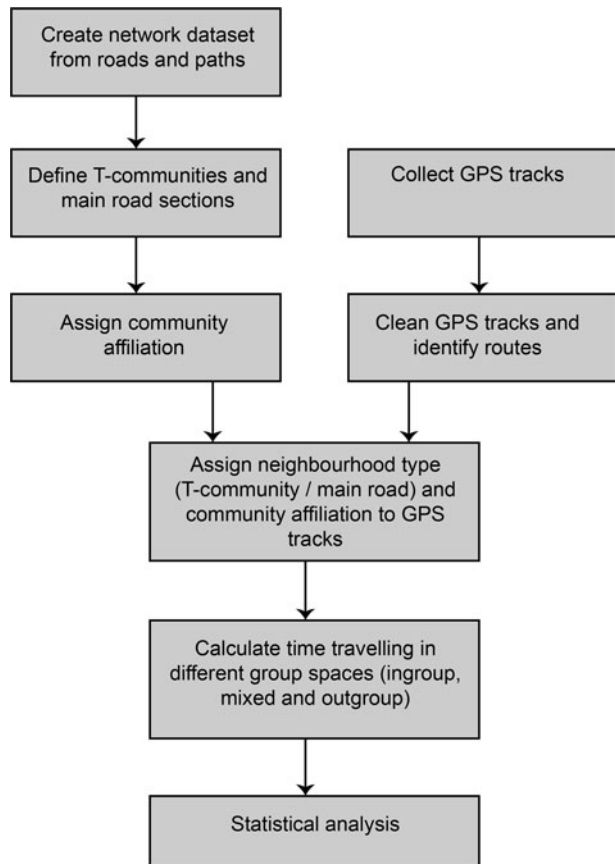 Create network dataset
from roads and paths
Define T-communities and
main road sections
Collect GPS tracks
Assign community
affiliation
Clean GPS tracks and
identify routes
Assign neighbourhood type
(T-community / main road) and
community affiliation to GPS
tracks
Calculate time travelling in
different group spaces (ingroup,
mixed and outgroup)
Statistical analysis